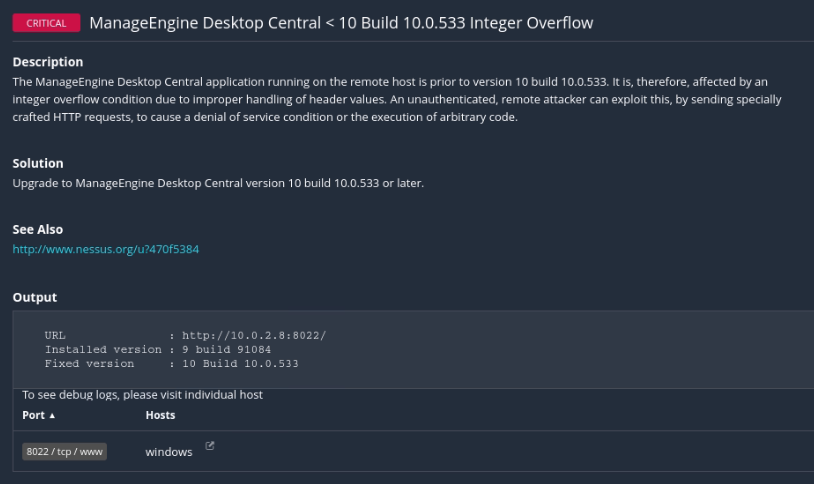 CRITICAL ManageEngine Desktop Central < 10 Build 10.0.533 Integer Overflow
Description
The ManageEngine Desktop Central application running on the remote host is prior to version 10 build 10.0.533. It is, therefore, affected by an
integer overflow condition due to improper handling of header values. An unauthenticated, remote attacker can exploit this, by sending specially
crafted HTTP requests, to cause a denial of service condition or the execution of arbitrary code.
Solution
Upgrade to ManageEngine Desktop Central version 10 build 10.0.533 or later.
See Also
http://www.nessus.org/u?470f5384
Output
URL : http://10.0.2.8:8022/
Installed version : 9 build 91084
Fixed version : 10 Build 10.0.533
To see debug logs, please visit individual host
Port ▲ Hosts
8022 / tcp / www windows